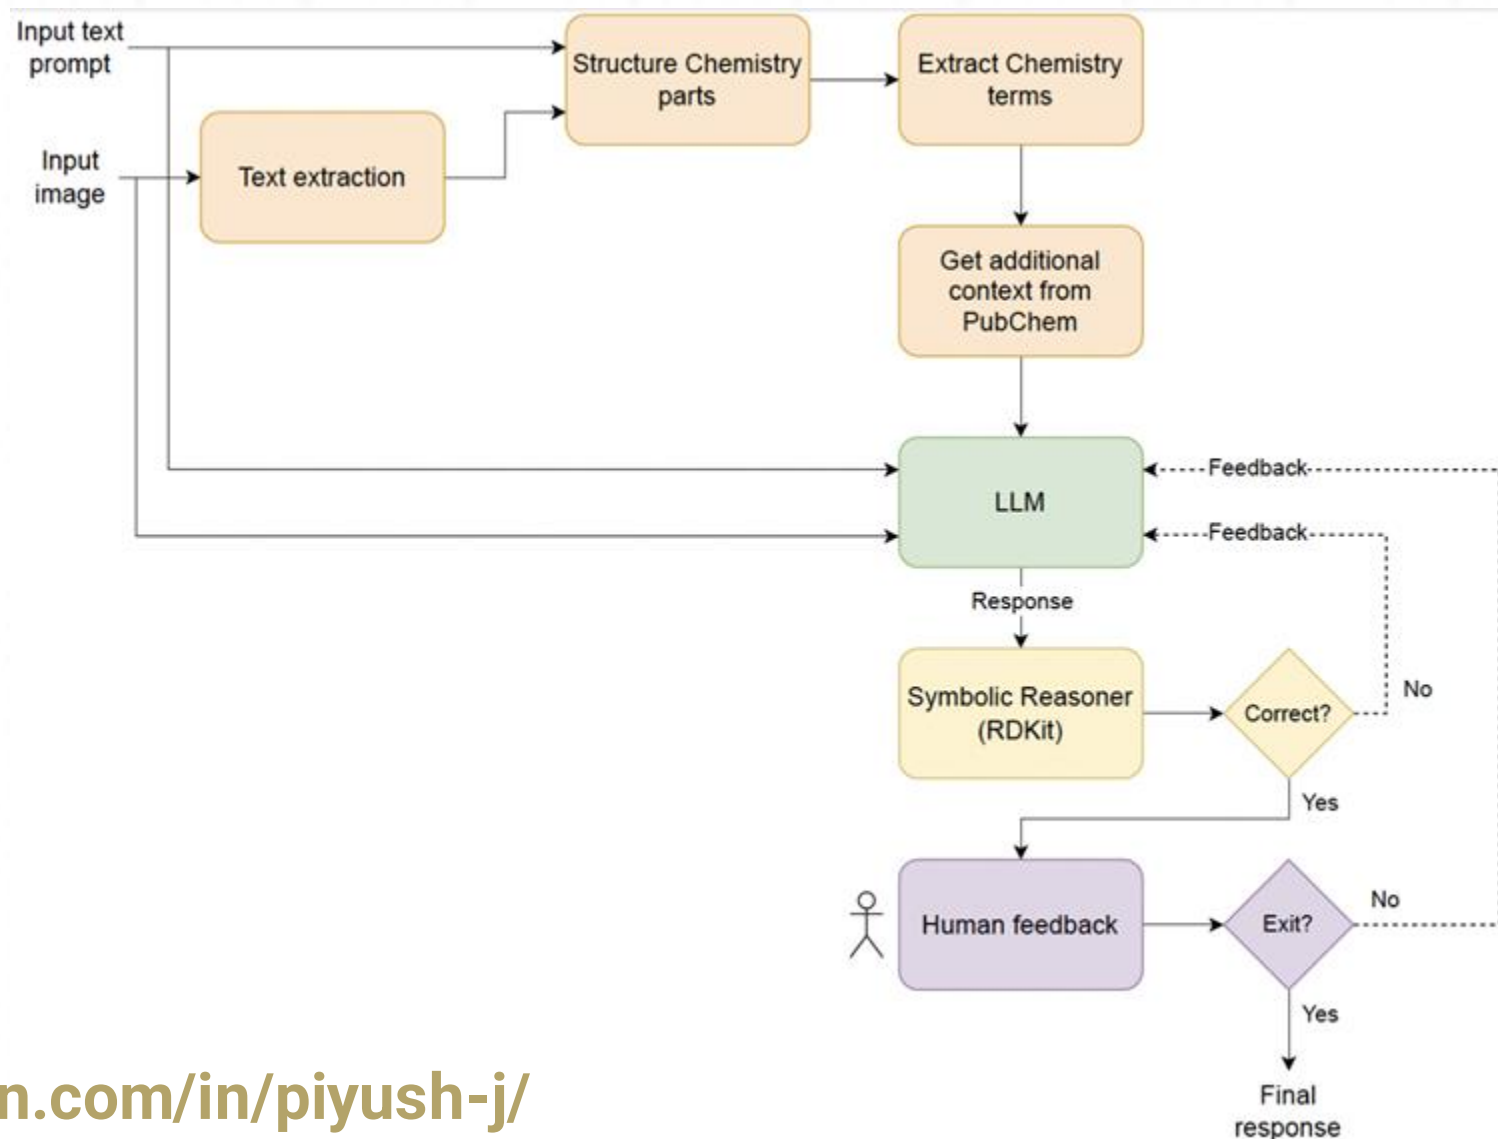 Input text
prompt
Structure Chemistry
parts
Extract Chemistry
terms
Input
image
Text extraction
Get additional
context from
PubChem
LLM
Feedback
Feedback
Response
Symbolic Reasoner
(RDKit)
Correct?
No
Yes
Human feedback
Exit?
No
Yes
Final
response
n.com/in/piyush-j/